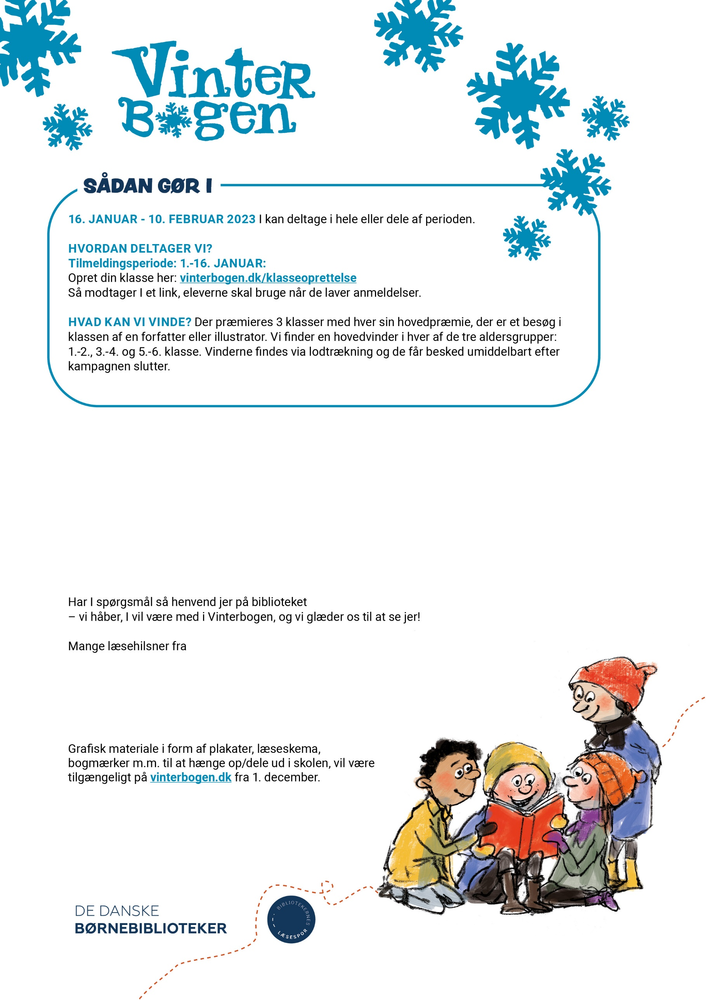 Vinter
Bogen
SÅDAN GØR I
16. JANUAR - 10. FEBRUAR 2023 I kan deltage i hele eller dele af perioden.
HVORDAN DELTAGER VI?
Tilmeldingsperiode: 1.-16. JANUAR:
Opret din klasse her: vinterbogen.dk/klasseoprettelse
Så modtager I et link, eleverne skal bruge når de laver anmeldelser.
HVAD KAN VI VINDE? Der præmieres 3 klasser med hver sin hovedpræmie, der er et besøg i
klassen af en forfatter eller illustrator. Vi finder en hovedvinder i hver af de tre aldersgrupper:
1.-2., 3.-4. og 5.-6. klasse. Vinderne findes via lodtrækning og de får besked umiddelbart efter
kampagnen slutter.
Har I spørgsmål så henvend jer på biblioteket
– vi håber, I vil være med i Vinterbogen, og vi glæder os til at se jer!
Mange læsehilsner fra
Grafisk materiale i form af plakater, læseskema,
bogmærker m.m. til at hænge op/dele ud i skolen, vil være
tilgængeligt på vinterbogen.dk fra 1. december.
DE DANSKE
BØRNEBIBLIOTEKER
BIBLIOTEKERNES
LÆSESPOR